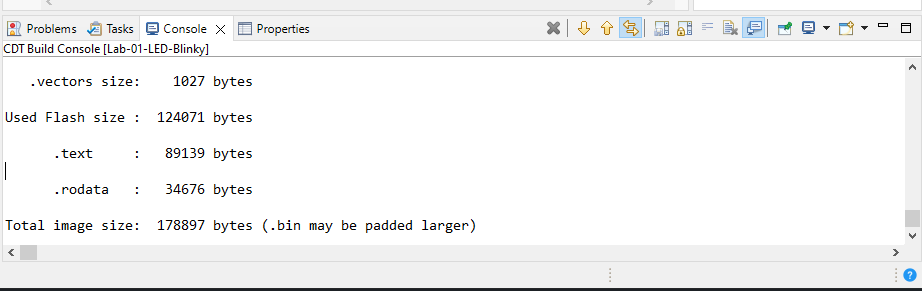 Problems Tasks Console Properties
CDT Build Console [Lab-01-LED-Blinky]
.vectors size: 1027 bytes
Used Flash size : 124071 bytes
.text : 89139 bytes
.rodata : 34676 bytes
Total image size: 178897 bytes (.bin may be padded larger)